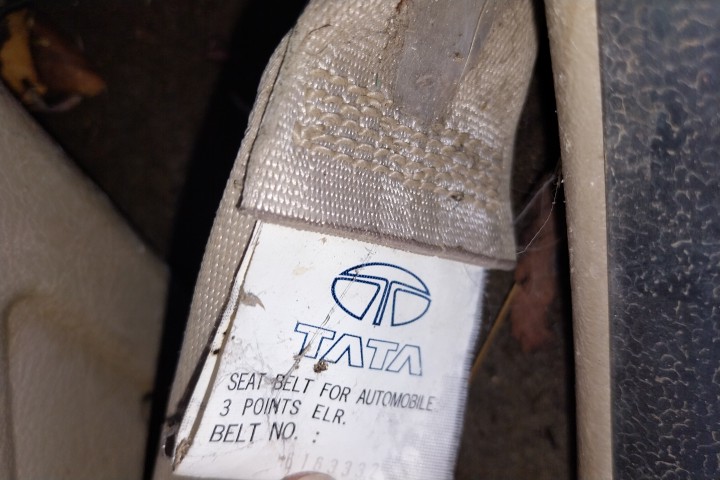 TATA
SEAT BELT FOR AUTOMOBILE
3 POINTS ELR.
BELT NO. :